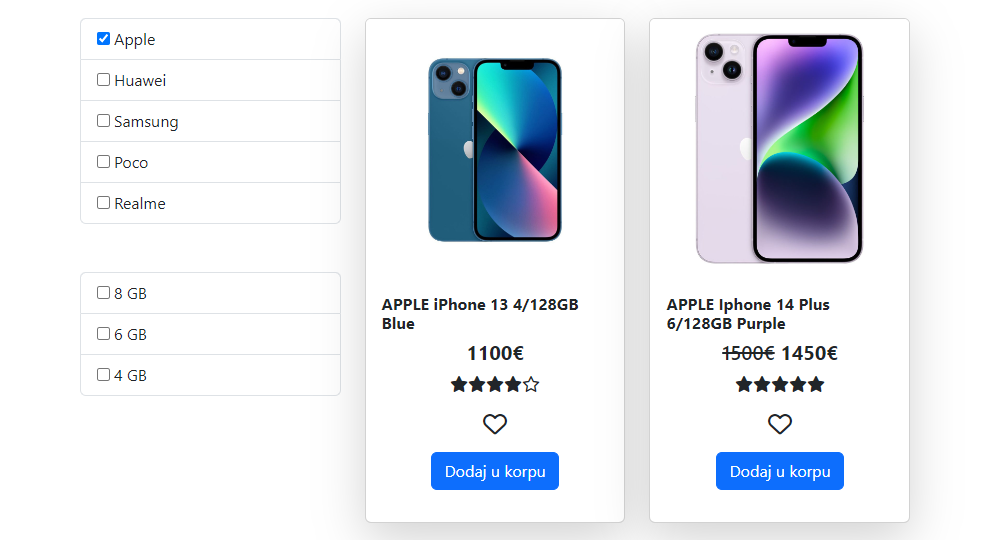 Apple
Huawei
Samsung
Poco
Realme
8 GB
6 GB
4 GB
APPLE iPhone 13 4/128GB
Blue
1100€
Dodaj u korpu
APPLE Iphone 14 Plus
6/128GB Purple
1500€ 1450€
Dodaj u korpu